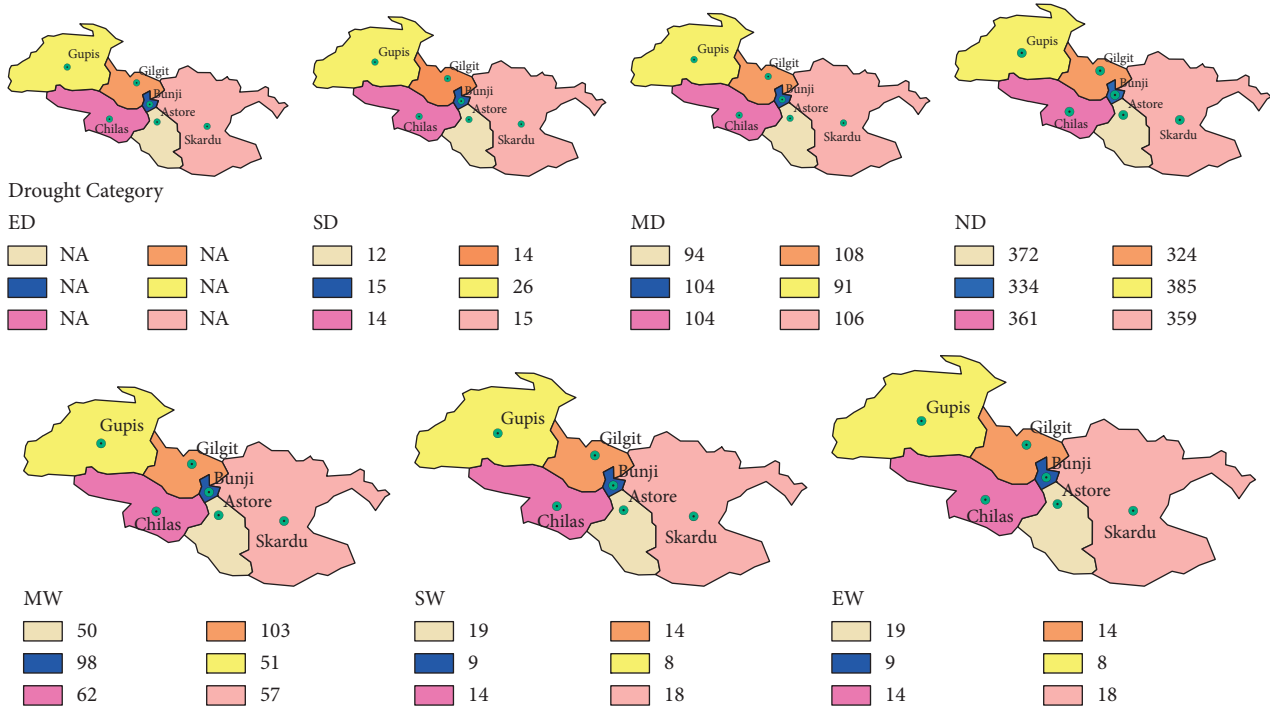 Gupis
Gilgit
Bunji
Astore
Chilas
Skardu
Gupis
Gilgit
Bunji
Astore
Chilas
Skardu
Gupis
Gilgit
Bunji
Astore
Chilas
Skardu
Gupis
Gilgit
Bunji
Astore
Chilas
Skardu
Drought Category
ED
NA NA
NA NA
NA NA
SD
12 14
15 26
14 15
MD
94 108
104 91
104 106
ND
372 324
334 385
361 359
Gupis
Gilgit
Bunji
Astore
Chilas
Skardu
Gupis
Gilgit
Bunji
Astore
Chilas
Skardu
Gupis
Gilgit
Bunji
Astore
Chilas
Skardu
MW
50 103
98 51
62 57
SW
19 14
9 8
14 18
EW
19 14
9 8
14 18